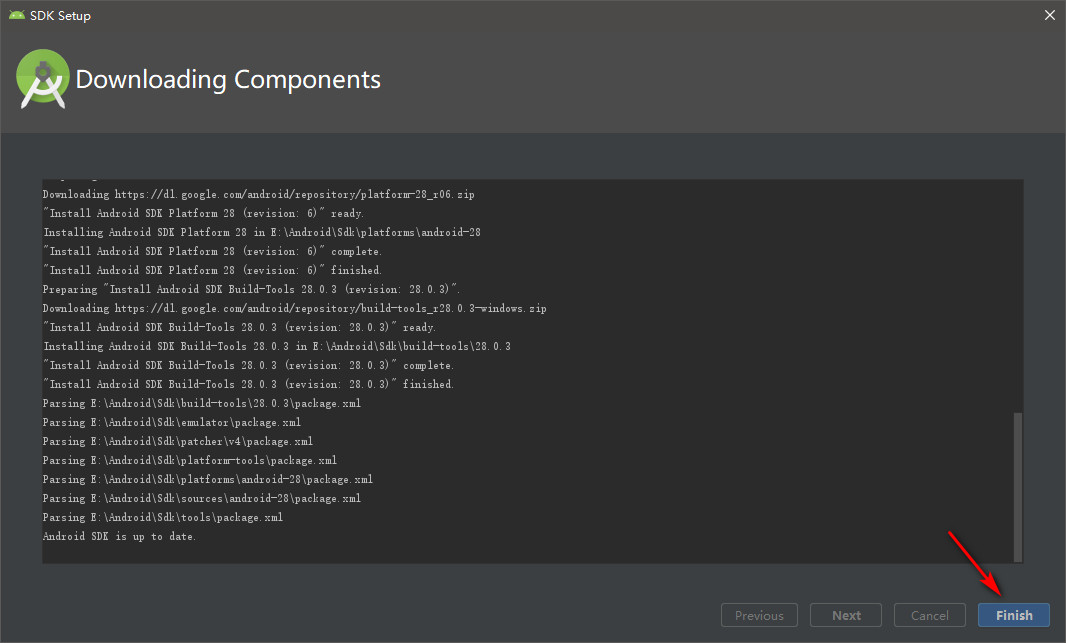 SDK Setup
Downloading Components
Downloading https://dl.google.com/android/repository/platform-28_r06.zip
"Install Android SDK Platform 28 (revision: 6)" ready.
Installing Android SDK Platform 28 in E:\Android\Sdk\platforms\android-28
"Install Android SDK Platform 28 (revision: 6)" complete.
"Install Android SDK Platform 28 (revision: 6)" finished.
Preparing "Install Android SDK Build-Tools 28.0.3 (revision: 28.0.3)".
Downloading https://dl.google.com/android/repository/build-tools_r28.0.3-windows.zip
"Install Android SDK Build-Tools 28.0.3 (revision: 28.0.3)" ready.
Installing Android SDK Build-Tools 28.0.3 in E:\Android\Sdk\build-tools\28.0.3
"Install Android SDK Build-Tools 28.0.3 (revision: 28.0.3)" complete.
"Install Android SDK Build-Tools 28.0.3 (revision: 28.0.3)" finished.
Parsing E:\Android\Sdk\build-tools\28.0.3\package.xml
Parsing E:\Android\Sdk\emulator\package.xml
Parsing E:\Android\Sdk\patcher\v4\package.xml
Parsing E:\Android\Sdk\platform-tools\package.xml
Parsing E:\Android\Sdk\platforms\android-28\package.xml
Parsing E:\Android\Sdk\sources\android-28\package.xml
Parsing E:\Android\Sdk\tools\package.xml
Android SDK is up to date.
Previous Next Cancel Finish